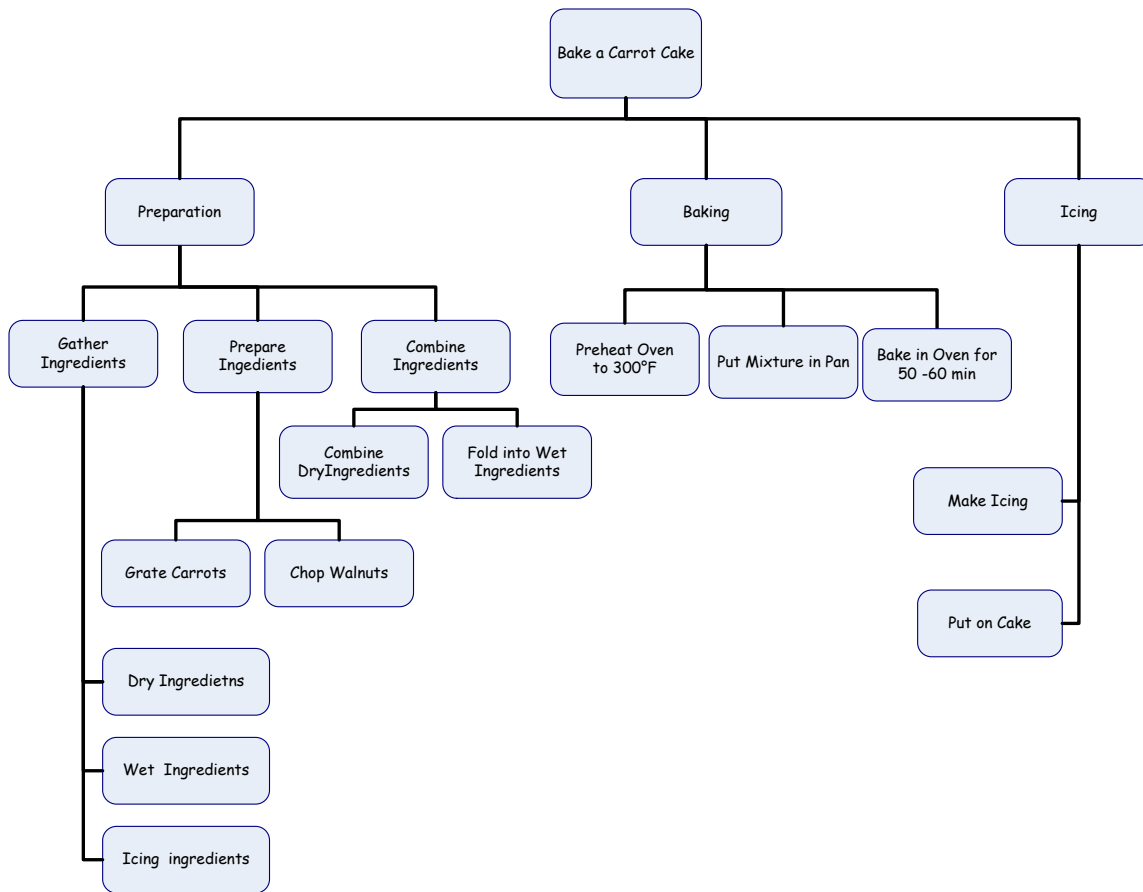 Bake a Carrot Cake
Preparation
Baking
Icing
Gather
Ingredients
Prepare
Ingedients
Combine
Ingredients
Preheat Oven
to 300°F
Put Mixture in Pan
Bake in Oven for
50 -60 min
Combine
DryIngredients
Fold into Wet
Ingredients
Make Icing
Grate Carrots
Chop Walnuts
Put on Cake
Dry Ingredietns
Wet  Ingredients
Icing  ingredients